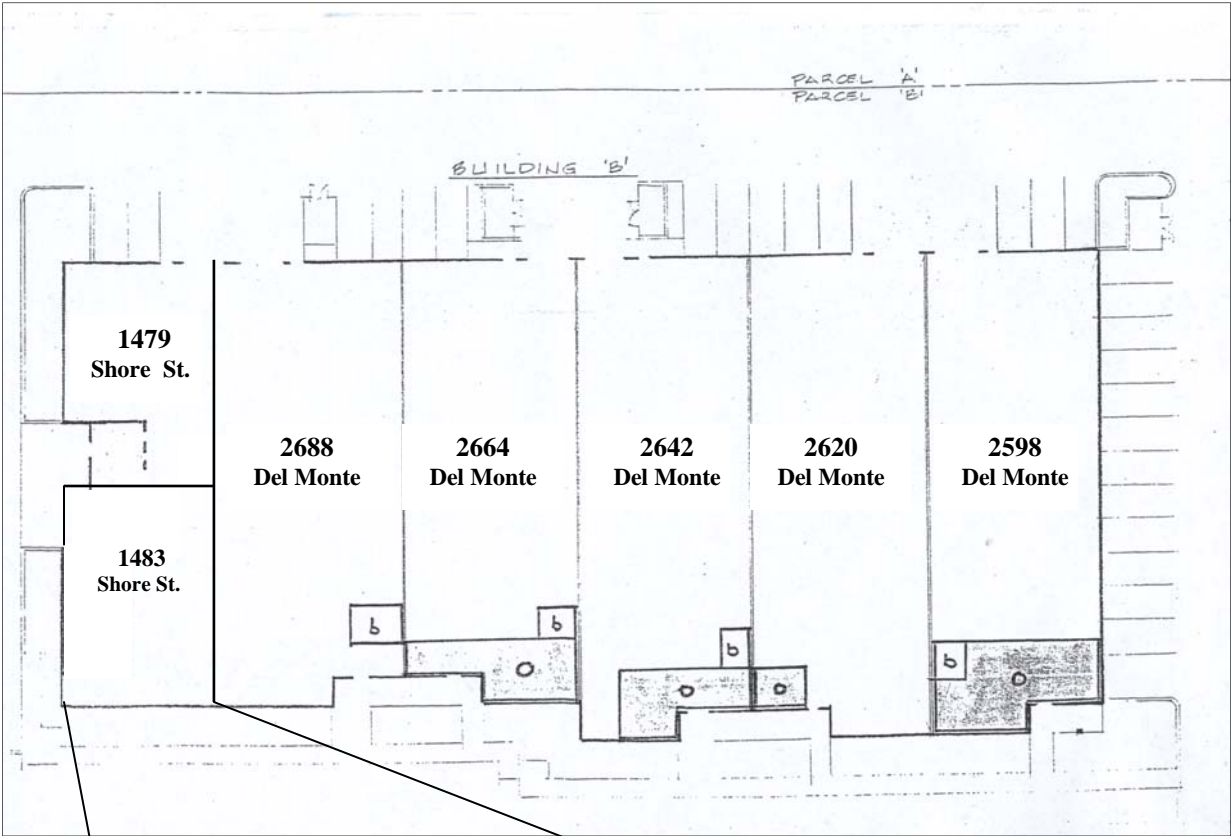 PARCEL 'A'
PARCEL 'B'
BUILDING 'B'
1479
Shore St.
2688
Del Monte
2664
Del Monte
2642
Del Monte
2620
Del Monte
2598
Del Monte
1483
Shore St.
b
b
σ
σ
O
O
O
O